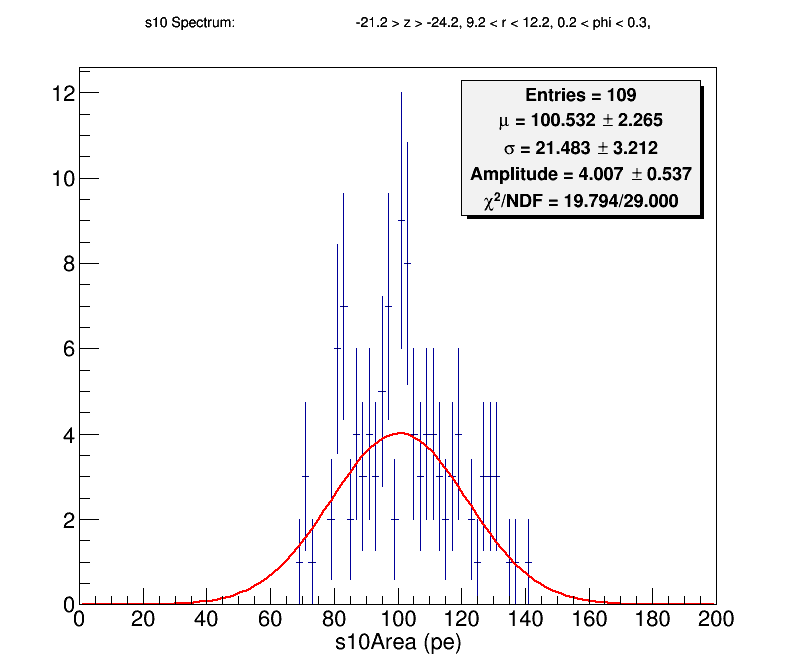 s10 Spectrum: -21.2 > z > -24.2, 9.2 < r < 12.2, 0.2 < phi < 0.3,
Entries = 109
μ = 100.532 ± 2.265
σ = 21.483 ± 3.212
Amplitude = 4.007 ± 0.537
χ²/NDF = 19.794/29.000
12
10
8
6
4
2
0
0 20 40 60 80 100 120 140 160 180 200
s10Area (pe)